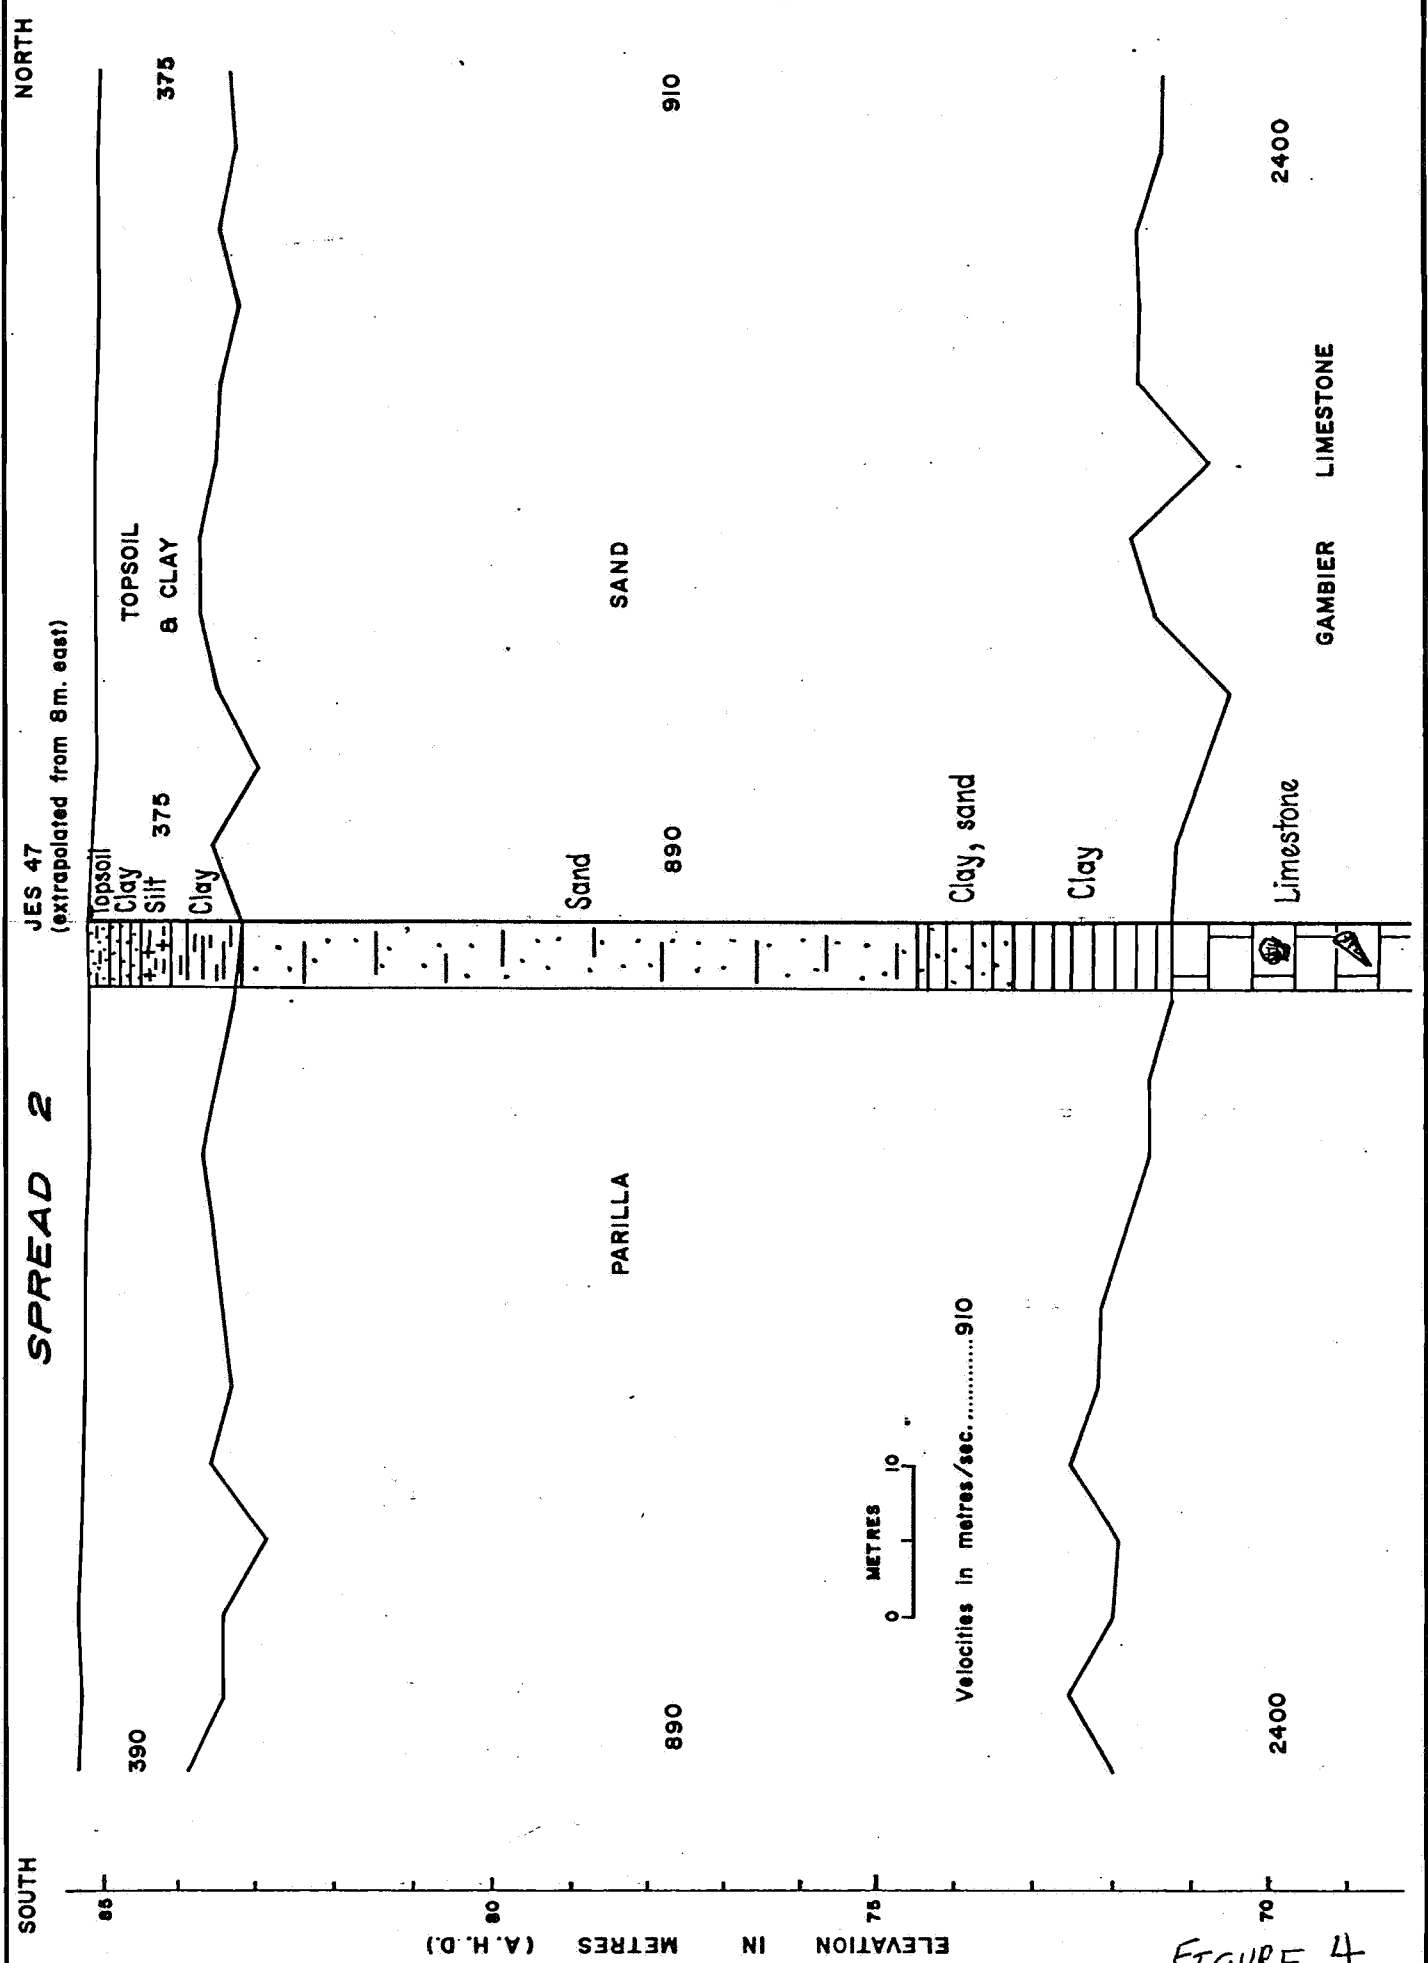 SOUTH
SPREAD 2
JES 47
(extrapolated from 8m. east)
NORTH
390
Topsoil
Clay
Silt
375
Clay
TOPSOIL
& CLAY
375
PARILLA
SAND
Sand
890
890
910
METRES
0 10
Velocities in metres/sec............910
Clay, sand
Clay
Limestone
2400
GAMBIER LIMESTONE
2400
85
80
75
70
ELEVATION IN METRES (A.H.D.)
FIGURE 4